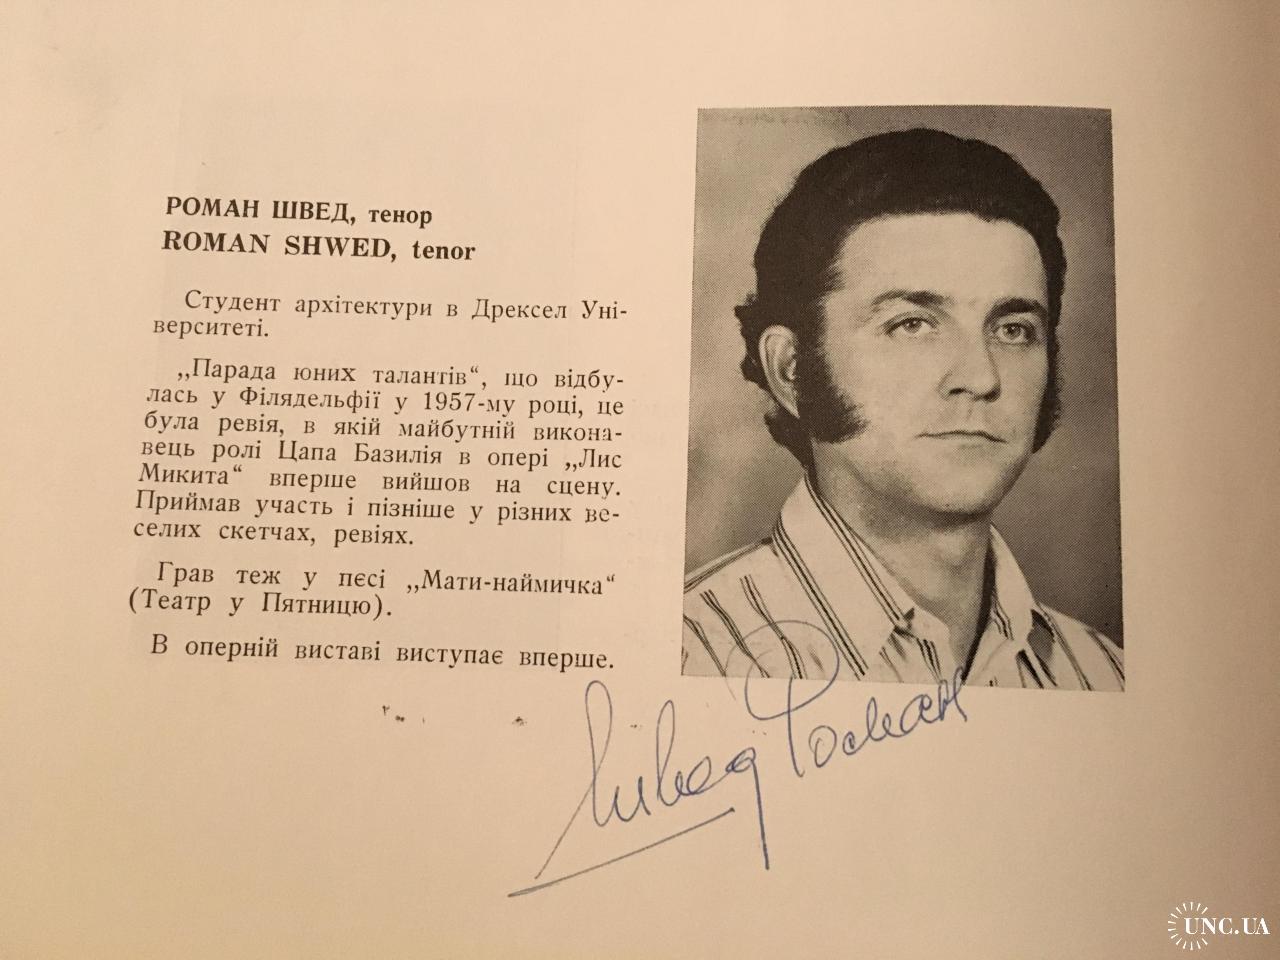 РОМАН ШВЕД, тенор
ROMAN SHWED, tenor
Студент архітектури в Дрексел Уні-
верситеті.
,,Парада юних талантів“, що відбу-
лась у Філядельфії у 1957-му році, це
була ревія, в якій майбутній викона-
вець ролі Цапа Базилія в опері ,,Лис
Микита“ вперше вийшов на сцену.
Приймав участь і пізніше у різних ве-
селих скетчах, ревіях.
Грав теж у песі ,,Мати-наймичка“
(Театр у Пятницю).
В оперній виставі виступає вперше.
Швед Роман
UNC.UA